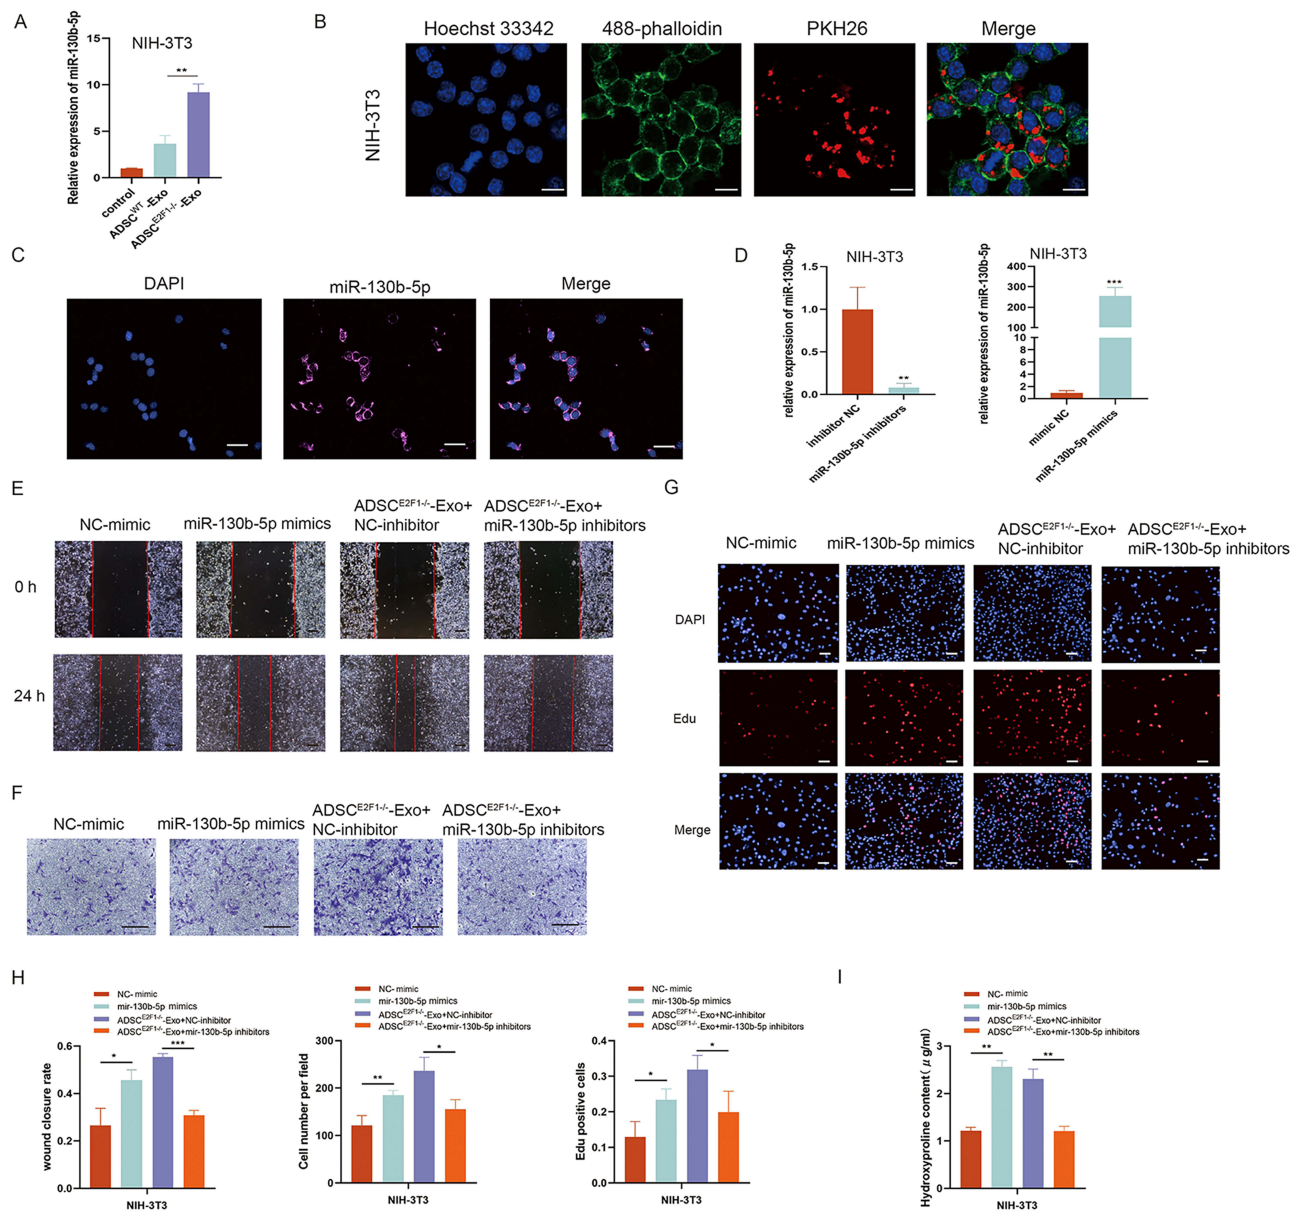 A
Relative expression of miR-130b-5p
NIH-3T3
15
10
5
0
**
control
ADSC^WT -Exo
ADSC^E2F1-/- -Exo
B
Hoechst 33342
488-phalloidin
PKH26
Merge
NIH-3T3
C
DAPI
miR-130b-5p
Merge
D
relative expression of miR-130b-5p
NIH-3T3
1.5
1.0
0.5
0.0
**
inhibitor NC
miR-130b-5p inhibitors
relative expression of miR-130b-5p
NIH-3T3
400
300
200
100
10
8
6
4
2
0
***
mimic NC
miR-130b-5p mimics
E
NC-mimic
miR-130b-5p mimics
ADSC^E2F1-/- -Exo+
NC-inhibitor
ADSC^E2F1-/- -Exo+
miR-130b-5p inhibitors
0 h
24 h
F
NC-mimic
miR-130b-5p mimics
ADSC^E2F1-/- -Exo+
NC-inhibitor
ADSC^E2F1-/- -Exo+
miR-130b-5p inhibitors
G
NC-mimic
miR-130b-5p mimics
ADSC^E2F1-/- -Exo+
NC-inhibitor
ADSC^E2F1-/- -Exo+
miR-130b-5p inhibitors
DAPI
Edu
Merge
H
NC- mimic
mir-130b-5p mimics
ADSC^E2F1-/- -Exo+NC-inhibitor
ADSC^E2F1-/- -Exo+mir-130b-5p inhibitors
wound closure rate
0.6
0.4
0.2
0.0
*
***
NIH-3T3
NC- mimic
mir-130b-5p mimics
ADSC^E2F1-/- -Exo+NC-inhibitor
ADSC^E2F1-/- -Exo+mir-130b-5p inhibitors
Cell number per field
300
200
100
0
**
*
NIH-3T3
NC- mimic
mir-130b-5p mimics
ADSC^E2F1-/- -Exo+NC-inhibitor
ADSC^E2F1-/- -Exo+mir-130b-5p inhibitors
Edu positive cells
0.4
0.3
0.2
0.1
0.0
*
*
NIH-3T3
I
NC- mimic
mir-130b-5p mimics
ADSC^E2F1-/- -Exo+NC-inhibitor
ADSC^E2F1-/- -Exo+mir-130b-5p inhibitors
Hydroxyproline content( μ g/ml)
3
2
1
0
**
**
NIH-3T3